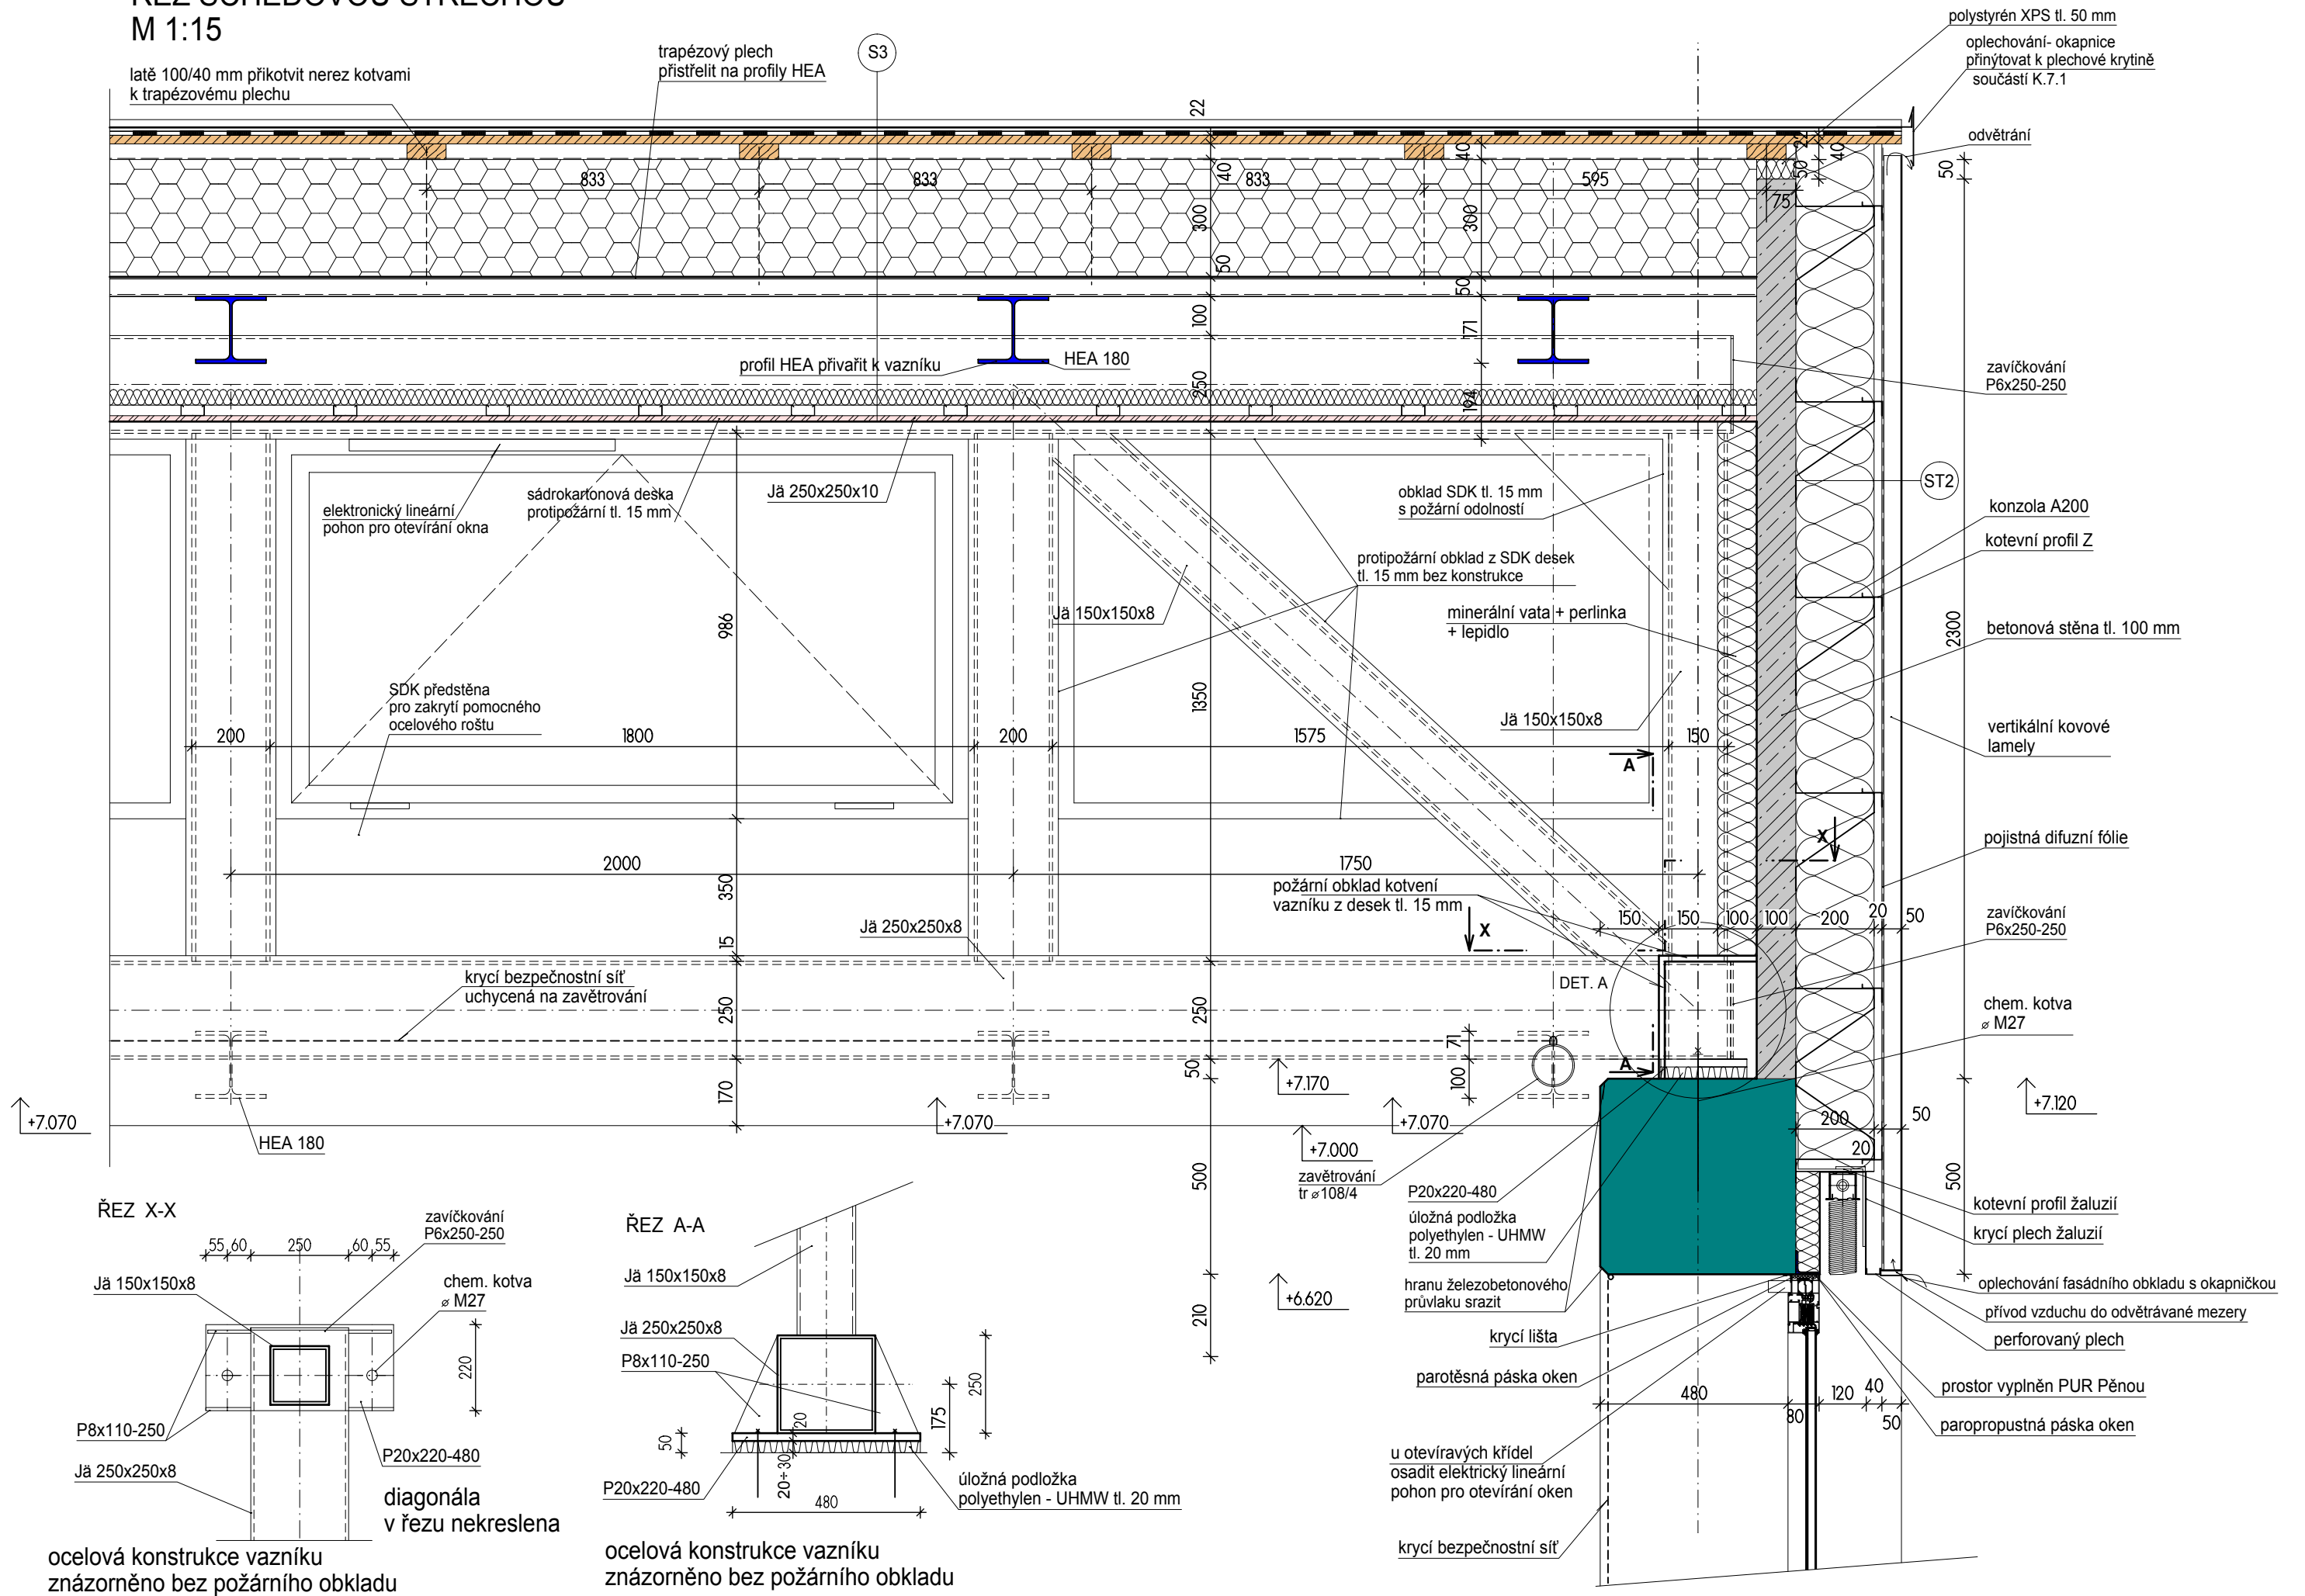 M 1:15
latě 100/40 mm přikotvit nerez kotvami
k trapézovému plechu
trapézový plech
přistřelit na profily HEA
S3
polystyrén XPS tl. 50 mm
oplechování- okapnice
přinýtovat k plechové krytině
součástí K.7.1
odvětrání
22
40
22
40
50
50
833
833
833
595
75
40
300
50
300
50
100
171
250
194
profil HEA přivařit k vazníku
HEA 180
zavíčkování
P6x250-250
elektronický lineární
pohon pro otevírání okna
sádrokartonová deska
protipožární tl. 15 mm
Jä 250x250x10
obklad SDK tl. 15 mm
s požární odolností
ST2
konzola A200
kotevní profil Z
protipožární obklad z SDK desek
tl. 15 mm bez konstrukce
Jä 150x150x8
minerální vata + perlinka
+ lepidlo
betonová stěna tl. 100 mm
986
2300
1350
SDK předstěna
pro zakrytí pomocného
ocelového roštu
Jä 150x150x8
vertikální kovové
lamely
200
1800
200
1575
150
A
X
pojistná difuzní fólie
2000
1750
350
požární obklad kotvení
vazníku z desek tl. 15 mm
150
150
100
100
200
20
50
zavíčkování
P6x250-250
Jä 250x250x8
15
X
krycí bezpečnostní síť
uchycená na zavětrování
DET. A
chem. kotva
⌀ M27
250
250
71
50
100
170
A
+7.170
+7.070
+7.070
+7.070
+7.120
+7.000
HEA 180
200
50
20
zavětrování
tr ⌀108/4
500
500
P20x220-480
úložná podložka
polyethylen - UHMW
tl. 20 mm
kotevní profil žaluzií
krycí plech žaluzií
hranu železobetonového
průvlaku srazit
oplechování fasádního obkladu s okapničkou
přívod vzduchu do odvětrávané mezery
perforovaný plech
+6.620
210
krycí lišta
parotěsná páska oken
prostor vyplněn PUR Pěnou
paropropustná páska oken
480
80
120
40
50
u otevíravých křídel
osadit elektrický lineární
pohon pro otevírání oken
krycí bezpečnostní síť
ŘEZ X-X
zavíčkování
P6x250-250
55
60
250
60
55
Jä 150x150x8
chem. kotva
⌀ M27
220
P8x110-250
P20x220-480
Jä 250x250x8
diagonála
v řezu nekreslena
ocelová konstrukce vazníku
znázorněno bez požárního obkladu
ŘEZ A-A
Jä 150x150x8
Jä 250x250x8
P8x110-250
250
175
20
50
20÷30
P20x220-480
480
úložná podložka
polyethylen - UHMW tl. 20 mm
ocelová konstrukce vazníku
znázorněno bez požárního obkladu